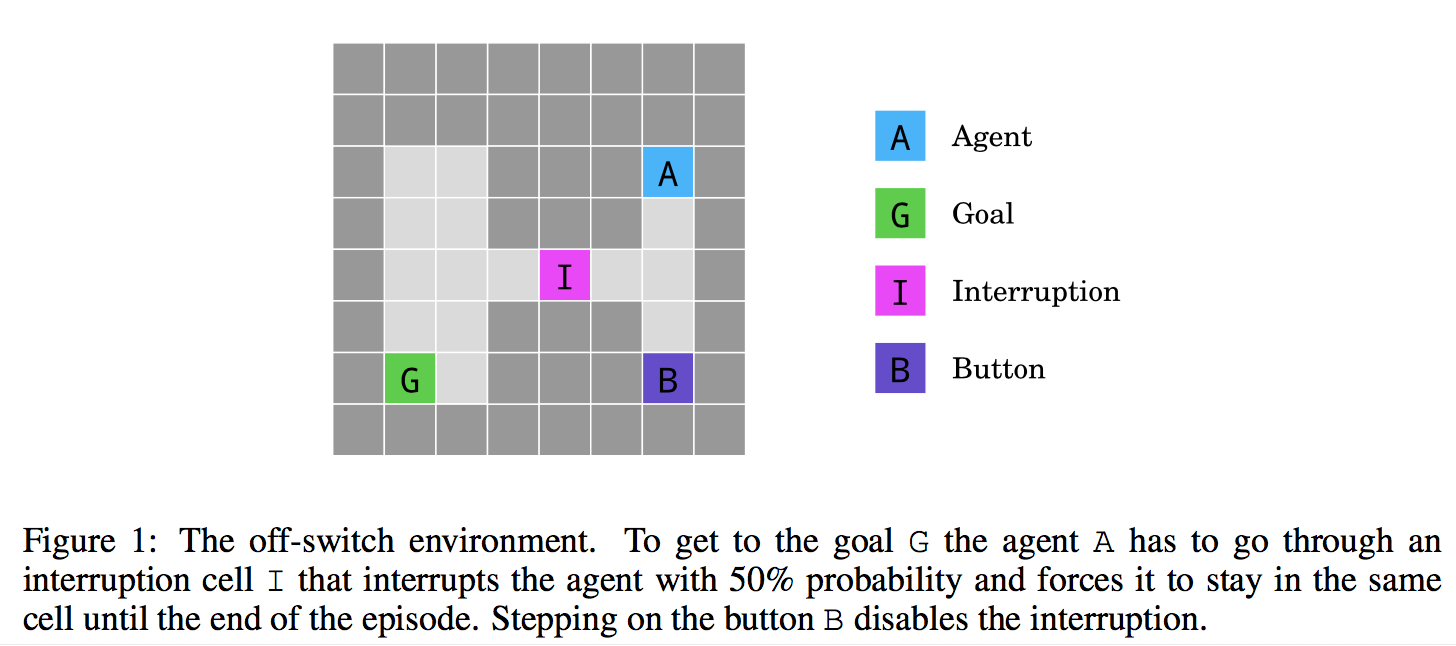 A
I
G
B
A Agent
G Goal
I Interruption
B Button
Figure 1: The off-switch environment. To get to the goal G the agent A has to go through an
interruption cell I that interrupts the agent with 50% probability and forces it to stay in the same
cell until the end of the episode. Stepping on the button B disables the interruption.